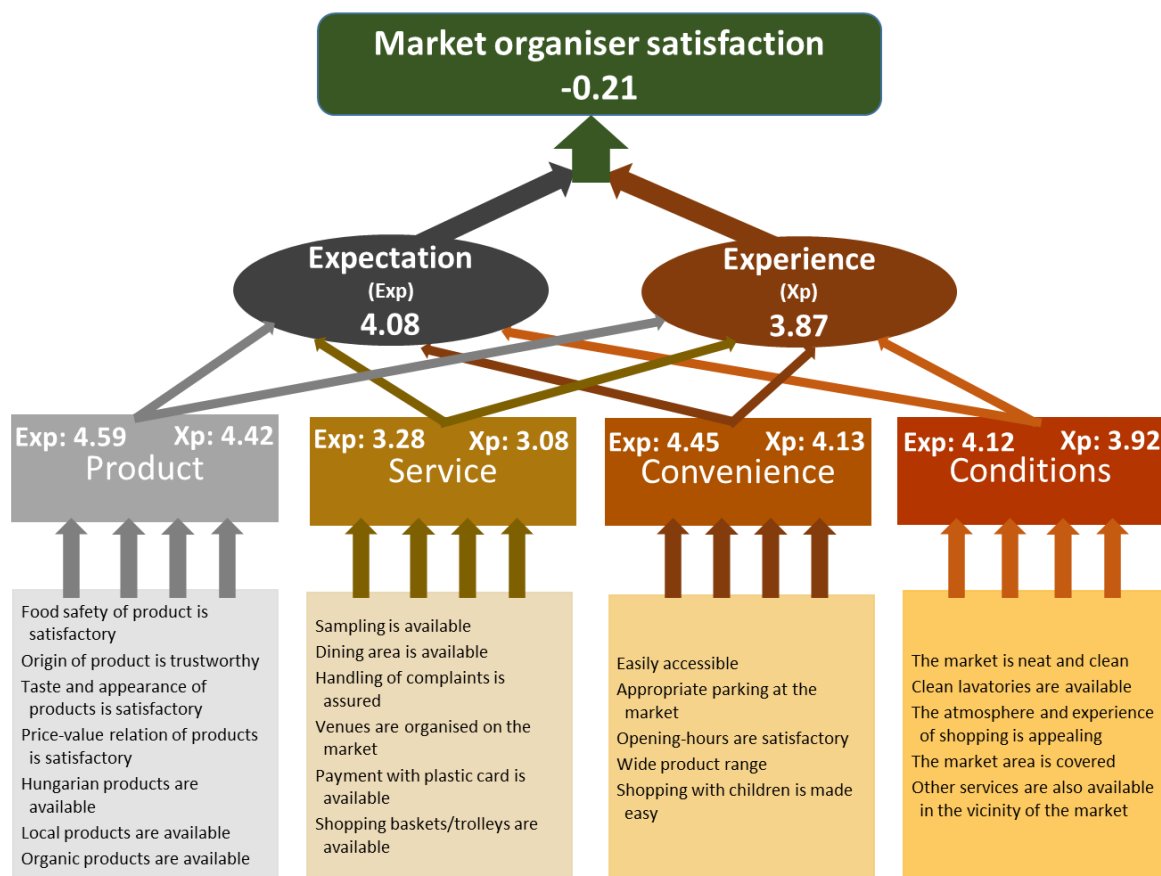 Market organiser satisfaction
-0.21
Expectation
(Exp)
4.08
Experience
(Xp)
3.87
Exp: 4.59 Xp: 4.42
Product
Exp: 3.28 Xp: 3.08
Service
Exp: 4.45 Xp: 4.13
Convenience
Exp: 4.12 Xp: 3.92
Conditions
Food safety of product is
satisfactory
Origin of product is trustworthy
Taste and appearance of
products is satisfactory
Price-value relation of products
is satisfactory
Hungarian products are
available
Local products are available
Organic products are available
Sampling is available
Dining area is available
Handling of complaints is
assured
Venues are organised on the
market
Payment with plastic card is
available
Shopping baskets/trolleys are
available
Easily accessible
Appropriate parking at the
market
Opening-hours are satisfactory
Wide product range
Shopping with children is made
easy
The market is neat and clean
Clean lavatories are available
The atmosphere and experience
of shopping is appealing
The market area is covered
Other services are also available
in the vicinity of the market